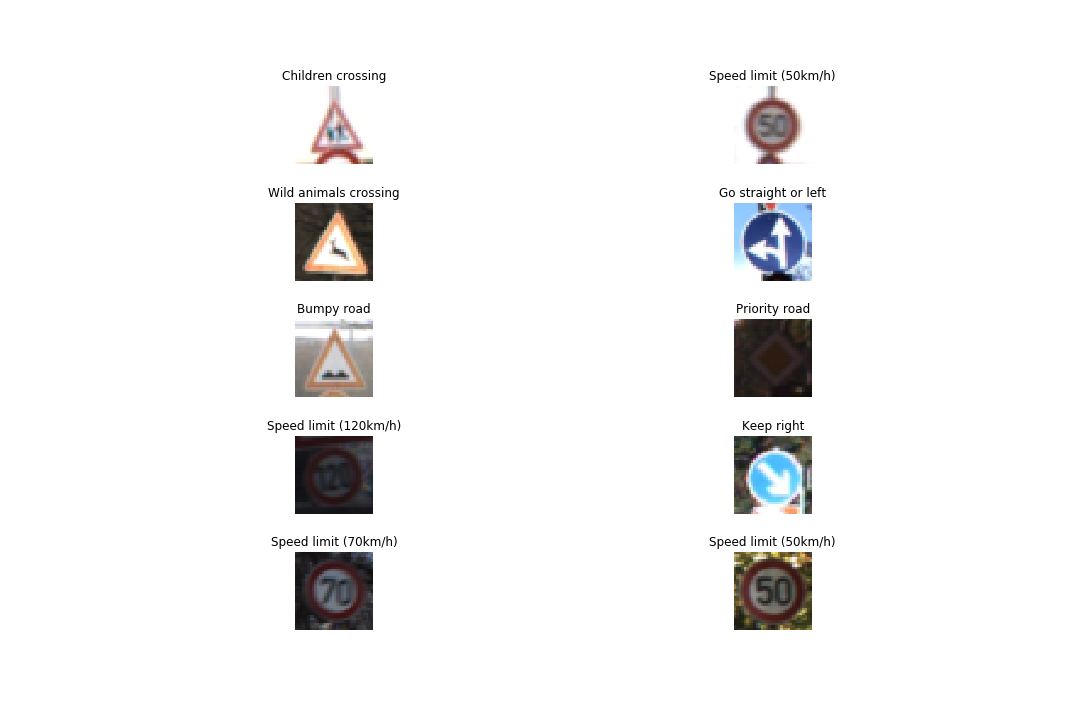 Children crossing
Speed limit (50km/h)
50
Wild animals crossing
Go straight or left
Bumpy road
Priority road
Speed limit (120km/h)
120
Keep right
Speed limit (70km/h)
70
Speed limit (50km/h)
50